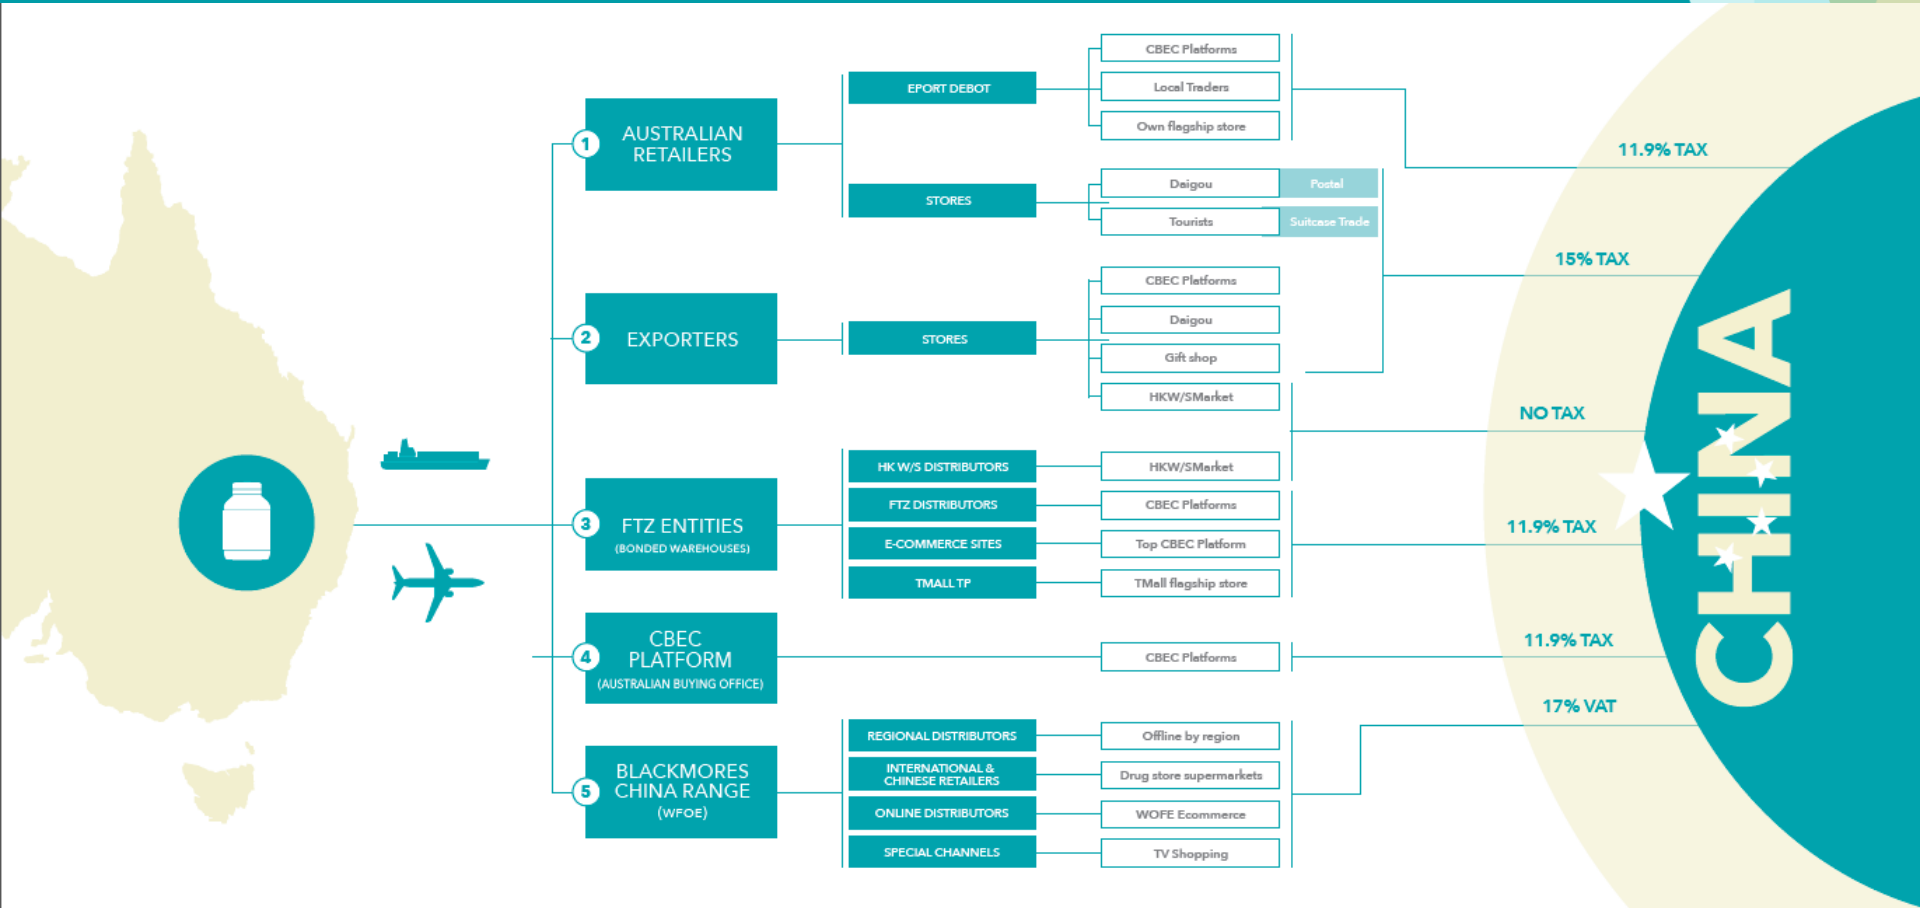 1
AUSTRALIAN
RETAILERS
EPORT DEBOT
CBEC Platforms
Local Traders
Own flagship store
11.9% TAX
STORES
Daigou
Postal
Tourists
Suitcase Trade
15% TAX
2
EXPORTERS
STORES
CBEC Platforms
Daigou
Gift shop
HKW/SMarket
NO TAX
3
FTZ ENTITIES
(BONDED WAREHOUSES)
HK W/S DISTRIBUTORS
HKW/SMarket
FTZ DISTRIBUTORS
CBEC Platforms
E-COMMERCE SITES
Top CBEC Platform
TMALL TP
TMall flagship store
11.9% TAX
4
CBEC
PLATFORM
(AUSTRALIAN BUYING OFFICE)
CBEC Platforms
11.9% TAX
5
BLACKMORES
CHINA RANGE
(WFOE)
REGIONAL DISTRIBUTORS
Offline by region
INTERNATIONAL &
CHINESE RETAILERS
Drug store supermarkets
ONLINE DISTRIBUTORS
WOFE Ecommerce
SPECIAL CHANNELS
TV Shopping
17% VAT
CHINA